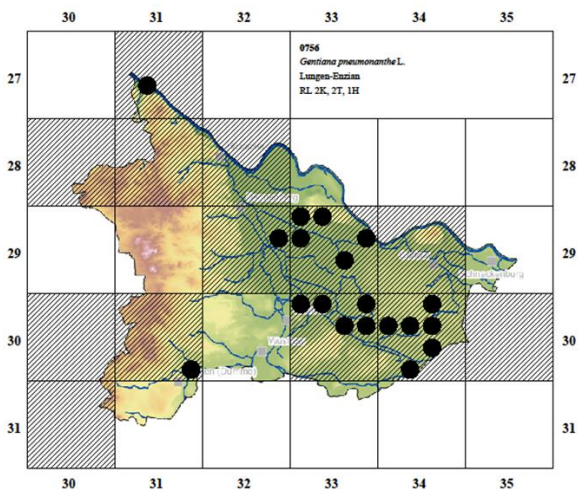 30 31 32 33 34 35
0756
Gentiana pneumonanthe L.
Lungen-Enzian
RL 2K, 2T, 1H
27 27
28 28
29 29
30 30
31 31
30 31 32 33 34 35